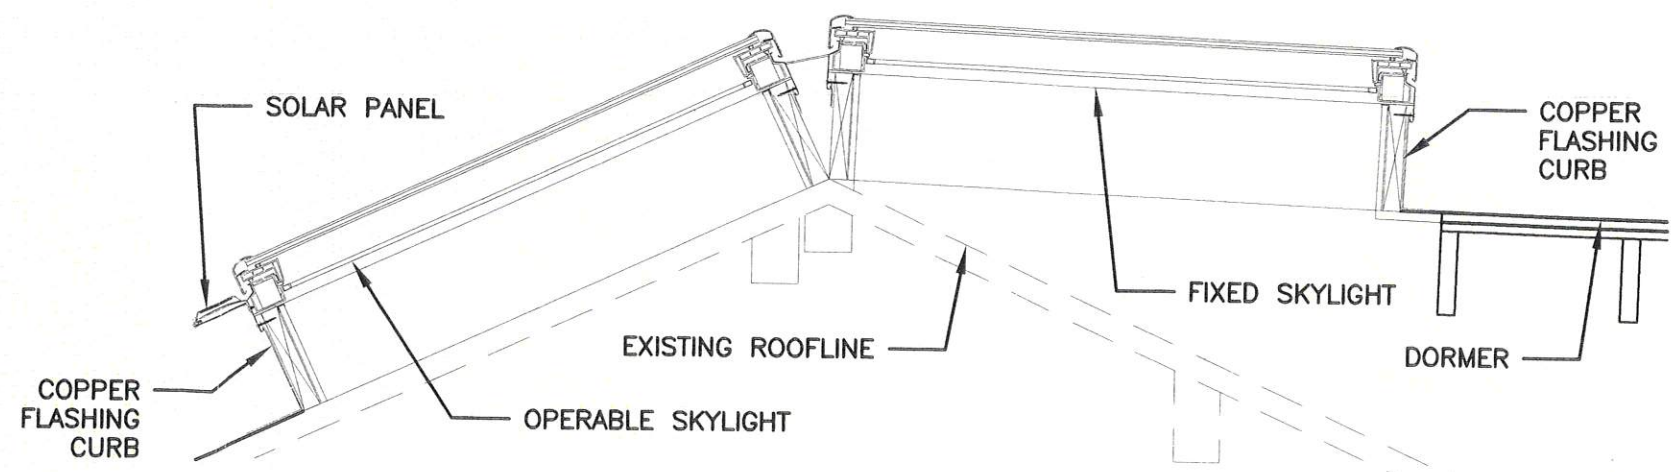 SOLAR PANEL
COPPER
FLASHING
CURB
FIXED SKYLIGHT
EXISTING ROOFLINE
DORMER
COPPER
FLASHING
CURB
OPERABLE SKYLIGHT